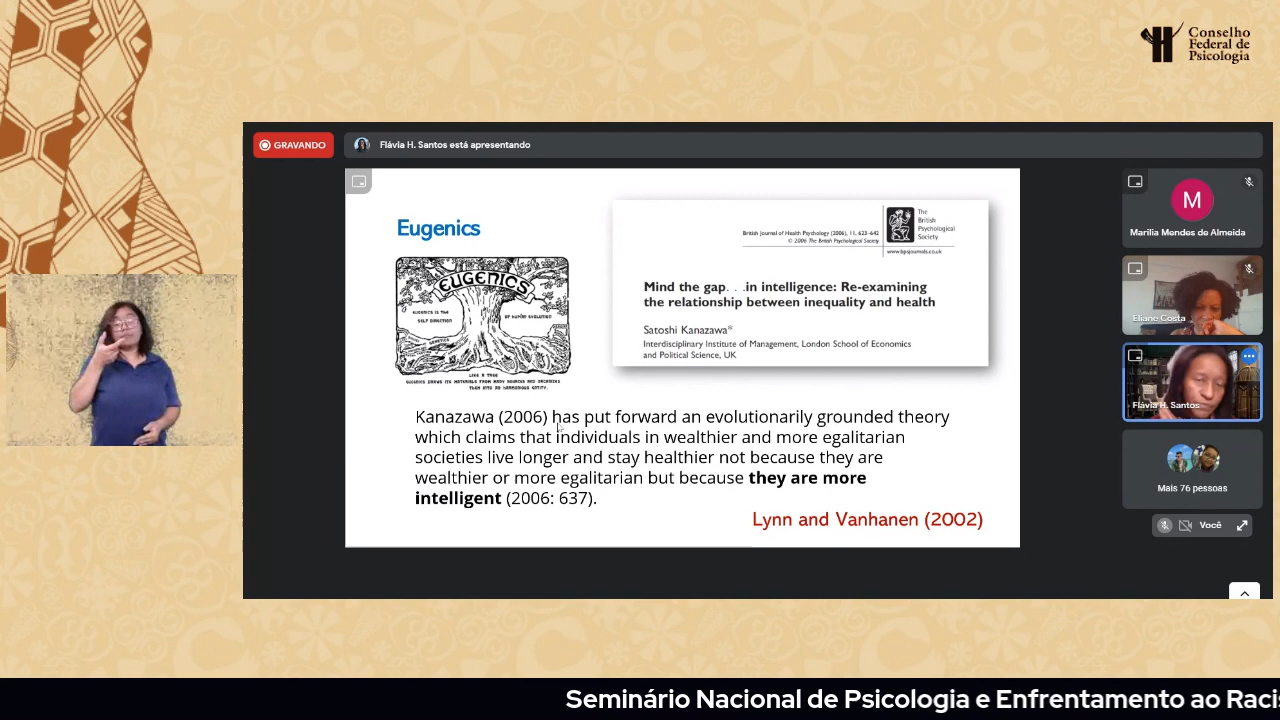 Conselho
Federal de
Psicologia
GRAVANDO
Flávia H. Santos está apresentando
Eugenics
EUGENICS
EUGENICS IS THE
SELF DIRECTION
OF HUMAN EVOLUTION
LIKE A TREE
EUGENICS DRAWS ITS MATERIALS FROM MANY SOURCES AND ORGANIZES
THEM INTO AN HARMONIOUS ENTITY.
British Journal of Health Psychology (2006), 11, 623–642
© 2006 The British Psychological Society
The
British
Psychological
Society
www.bpsjournals.co.uk
Mind the gap. . .in intelligence: Re-examining
the relationship between inequality and health
Satoshi Kanazawa*
Interdisciplinary Institute of Management, London School of Economics
and Political Science, UK
Kanazawa (2006) has put forward an evolutionarily grounded theory
which claims that individuals in wealthier and more egalitarian
societies live longer and stay healthier not because they are
wealthier or more egalitarian but because they are more
intelligent (2006: 637).
Lynn and Vanhanen (2002)
M
Marília Mendes de Almeida
Eliane Costa
Flávia H. Santos
Mais 76 pessoas
Você
Seminário Nacional de Psicologia e Enfrentamento ao Racis